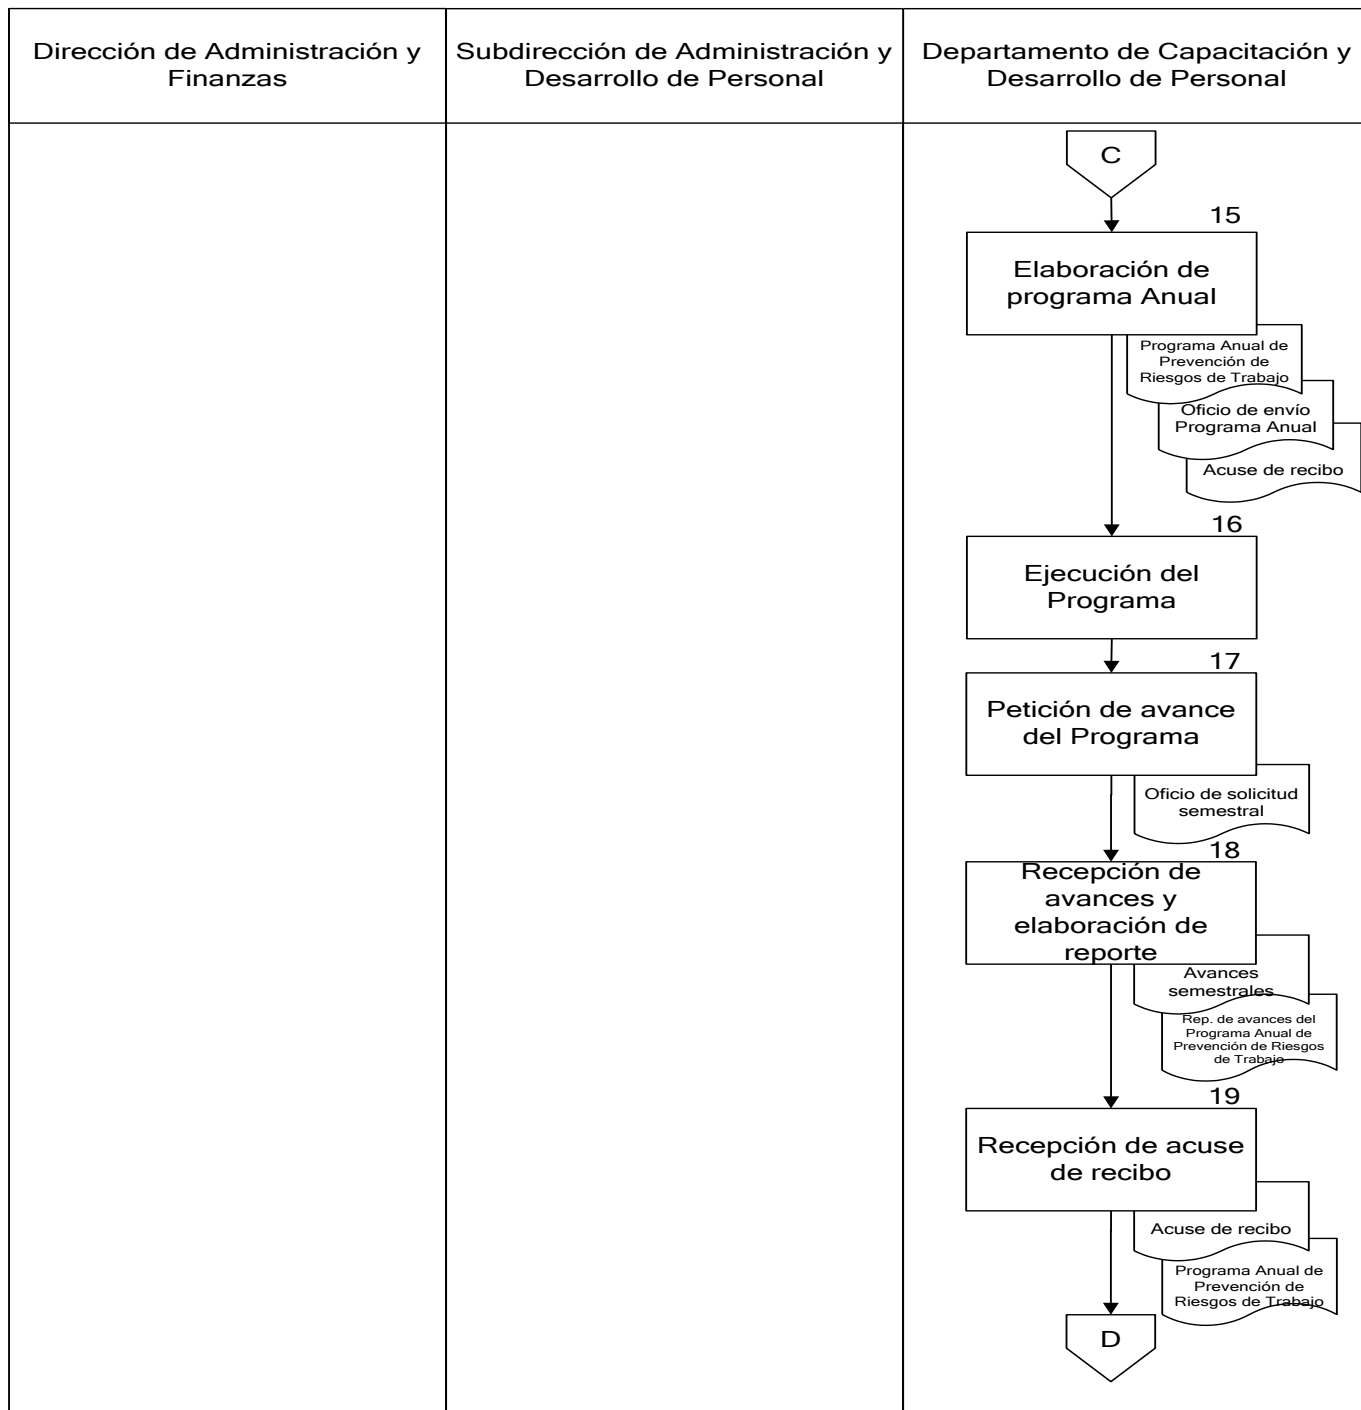 Dirección de Administración y
Finanzas
Subdirección de Administración y
Desarrollo de Personal
Departamento de Capacitación y
Desarrollo de Personal
C
15
Elaboración de
programa Anual
Programa Anual de
Prevención de
Riesgos de Trabajo
Oficio de envío
Programa Anual
Acuse de recibo
16
Ejecución del
Programa
17
Petición de avance
del Programa
Oficio de solicitud
semestral
18
Recepción de
avances y
elaboración de
reporte
Avances
semestrales
Rep. de avances del
Programa Anual de
Prevención de Riesgos
de Trabajo
19
Recepción de acuse
de recibo
Acuse de recibo
Programa Anual de
Prevención de
Riesgos de Trabajo
D